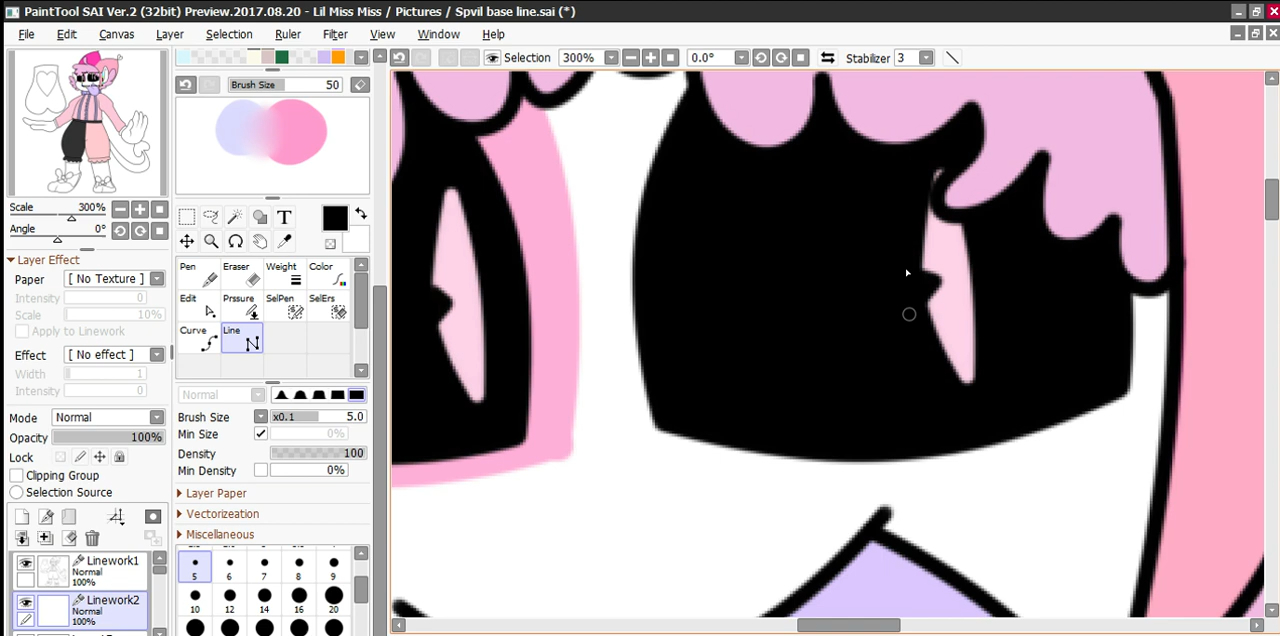 PaintTool SAI Ver.2 (32bit) Preview.2017.08.20 - Lil Miss Miss / Pictures / Spvil base line.sai (*)
File Edit Canvas Layer Selection Ruler Filter View Window Help
Selection 300% 0.0° Stabilizer 3
Brush Size 50
Scale 300%
Angle 0°
Layer Effect
Paper [ No Texture ]
Intensity 0
Scale 10%
Apply to Linework
Effect [ No effect ]
Width 1
Intensity 0
Mode Normal
Opacity 100%
Lock
Clipping Group
Selection Source
Linework1
Normal
100%
Linework2
Normal
100%
T
Pen Eraser Weight Color
Edit Prssure SelPen SelErs
Curve Line
Normal
Brush Size x0.1 5.0
Min Size 0%
Density 100
Min Density 0%
Layer Paper
Vectorization
Miscellaneous
5 6 7 8 9
10 12 14 16 20